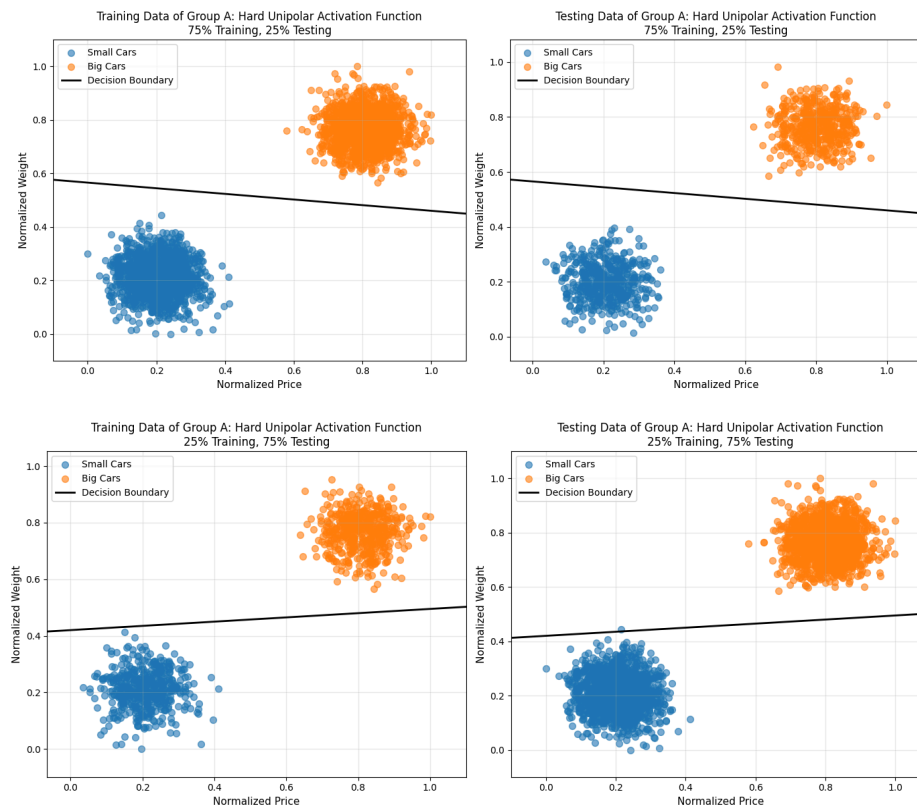 Training Data of Group A: Hard Unipolar Activation Function
75% Training, 25% Testing
Small Cars
Big Cars
Decision Boundary
1.0
0.8
0.6
0.4
0.2
0.0
Normalized Weight
0.0 0.2 0.4 0.6 0.8 1.0
Normalized Price
Testing Data of Group A: Hard Unipolar Activation Function
75% Training, 25% Testing
Small Cars
Big Cars
Decision Boundary
1.0
0.8
0.6
0.4
0.2
0.0
Normalized Weight
0.0 0.2 0.4 0.6 0.8 1.0
Normalized Price
Training Data of Group A: Hard Unipolar Activation Function
25% Training, 75% Testing
Small Cars
Big Cars
Decision Boundary
1.0
0.8
0.6
0.4
0.2
0.0
Normalized Weight
0.0 0.2 0.4 0.6 0.8 1.0
Normalized Price
Testing Data of Group A: Hard Unipolar Activation Function
25% Training, 75% Testing
Small Cars
Big Cars
Decision Boundary
1.0
0.8
0.6
0.4
0.2
0.0
Normalized Weight
0.0 0.2 0.4 0.6 0.8 1.0
Normalized Price